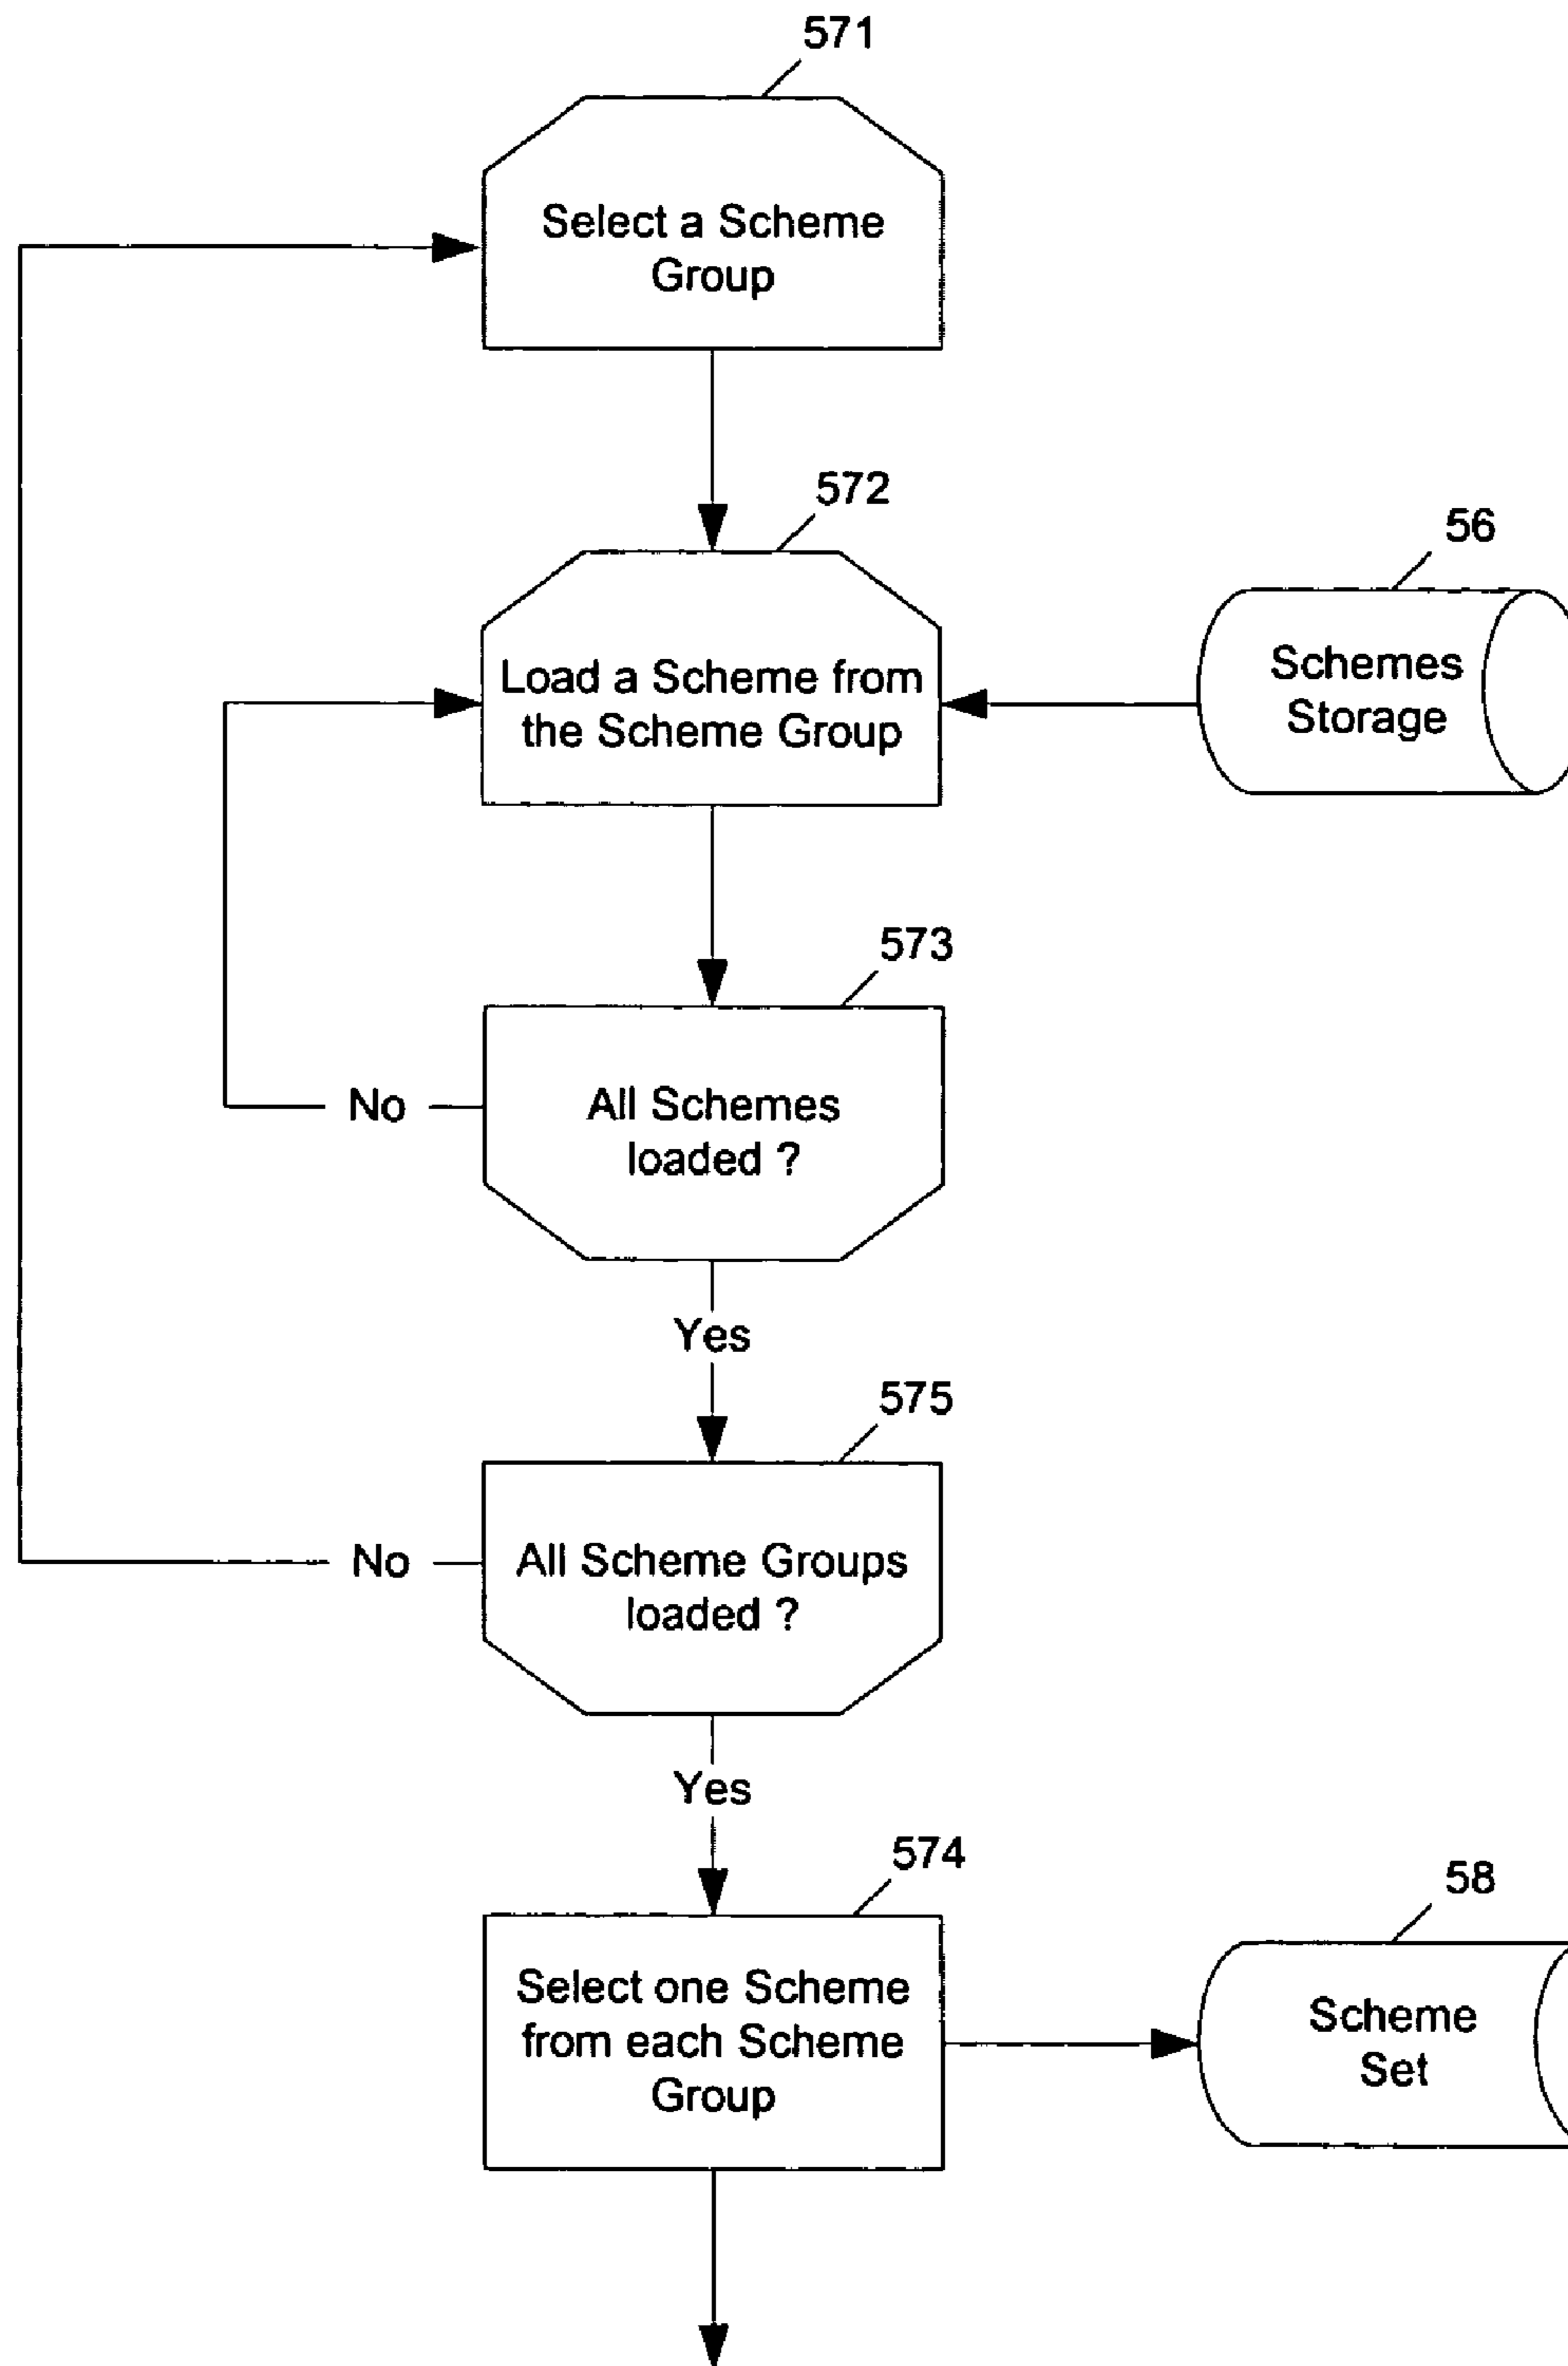 571
Select a Scheme
Group
572
56
Load a Scheme from
the Scheme Group
Schemes
Storage
573
No
All Schemes
loaded ?
Yes
575
No
All Scheme Groups
loaded ?
Yes
574
58
Select one Scheme
from each Scheme
Group
Scheme
Set